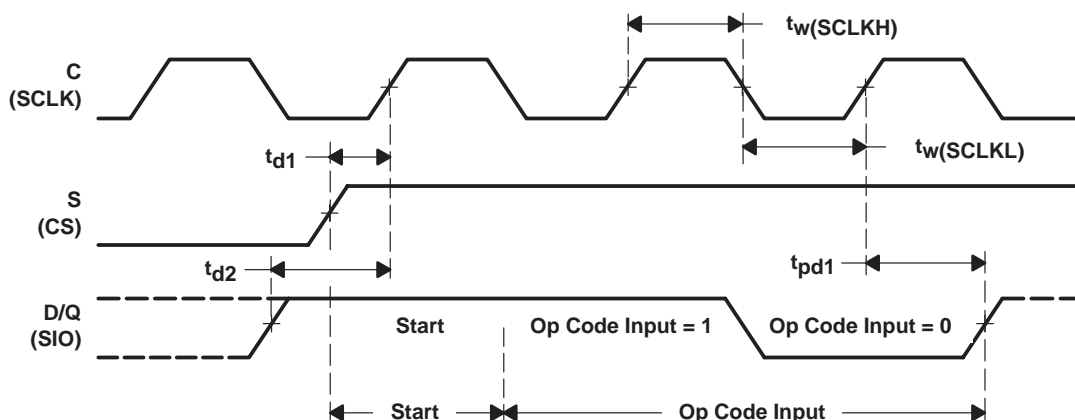 tw(SCLKH)
C
(SCLK)
td1
tw(SCLKL)
S
(CS)
td2
tpd1
D/Q
(SIO)
Start
Op Code Input = 1
Op Code Input = 0
Start
Op Code Input